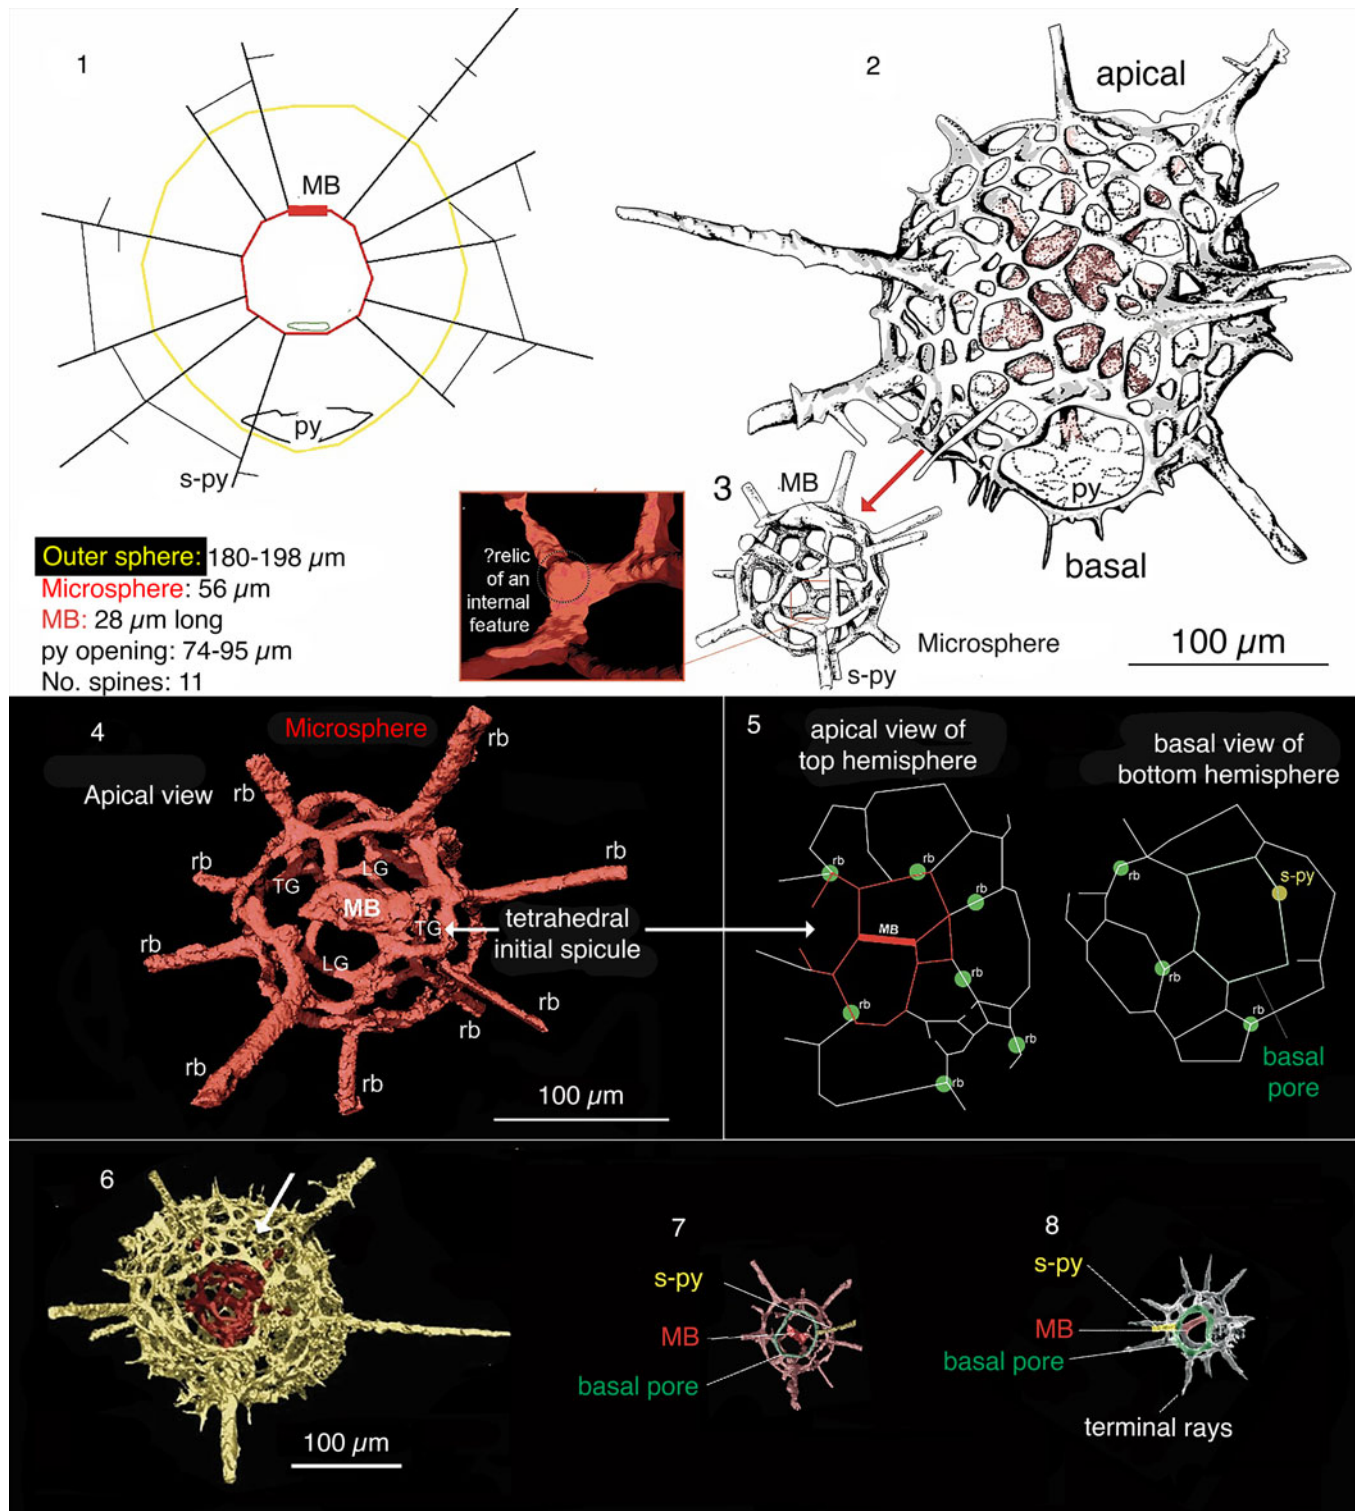 1
MB
py
s-py
Outer sphere: 180-198 µm
Microsphere: 56 µm
MB: 28 µm long
py opening: 74-95 µm
No. spines: 11
2
apical
py
basal
100 µm
3
MB
?relic
of an
internal
feature
s-py
Microsphere
4
Microsphere
Apical view
rb
rb
rb
rb
rb
rb
rb
rb
rb
TG
LG
MB
TG
LG
tetrahedral
initial spicule
100 µm
5
apical view of
top hemisphere
rb
rb
rb
MB
rb
rb
rb
rb
basal view of
bottom hemisphere
rb
s-py
rb
rb
basal
pore
6
100 µm
7
s-py
MB
basal pore
8
s-py
MB
basal pore
terminal rays